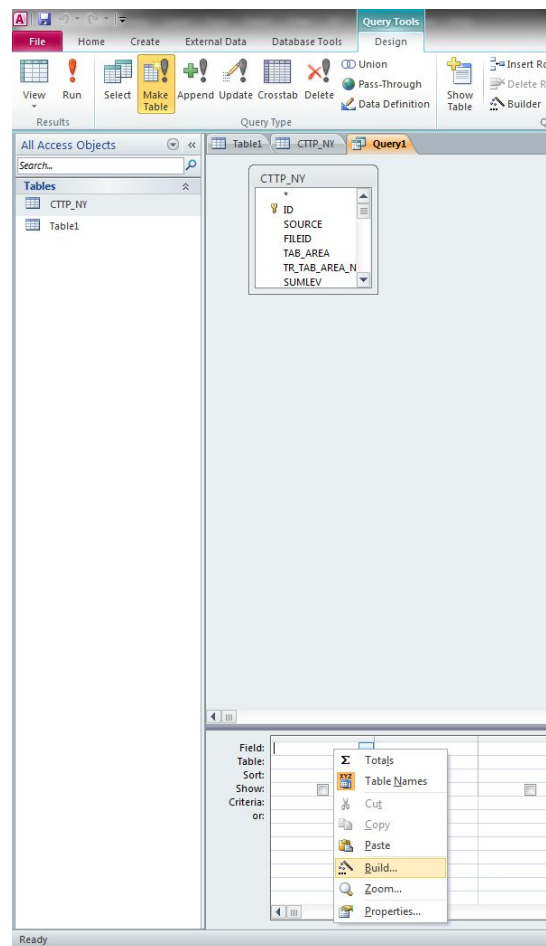 Query Tools
File Home Create External Data Database Tools Design
View Run Select Make Table Append Update Crosstab Delete
Union
Pass-Through
Data Definition
Show Table
Insert Ro
Delete R
Builder
Results Query Type Q
All Access Objects
Search...
Tables
CTTP_NY
Table1
Table1 CTTP_NY Query1
CTTP_NY
*
ID
SOURCE
FILEID
TAB_AREA
TR_TAB_AREA_N
SUMLEV
Field:
Table:
Sort:
Show:
Criteria:
or:
Σ Totals
XYZ Table Names
Cut
Copy
Paste
Build...
Zoom...
Properties...
Ready